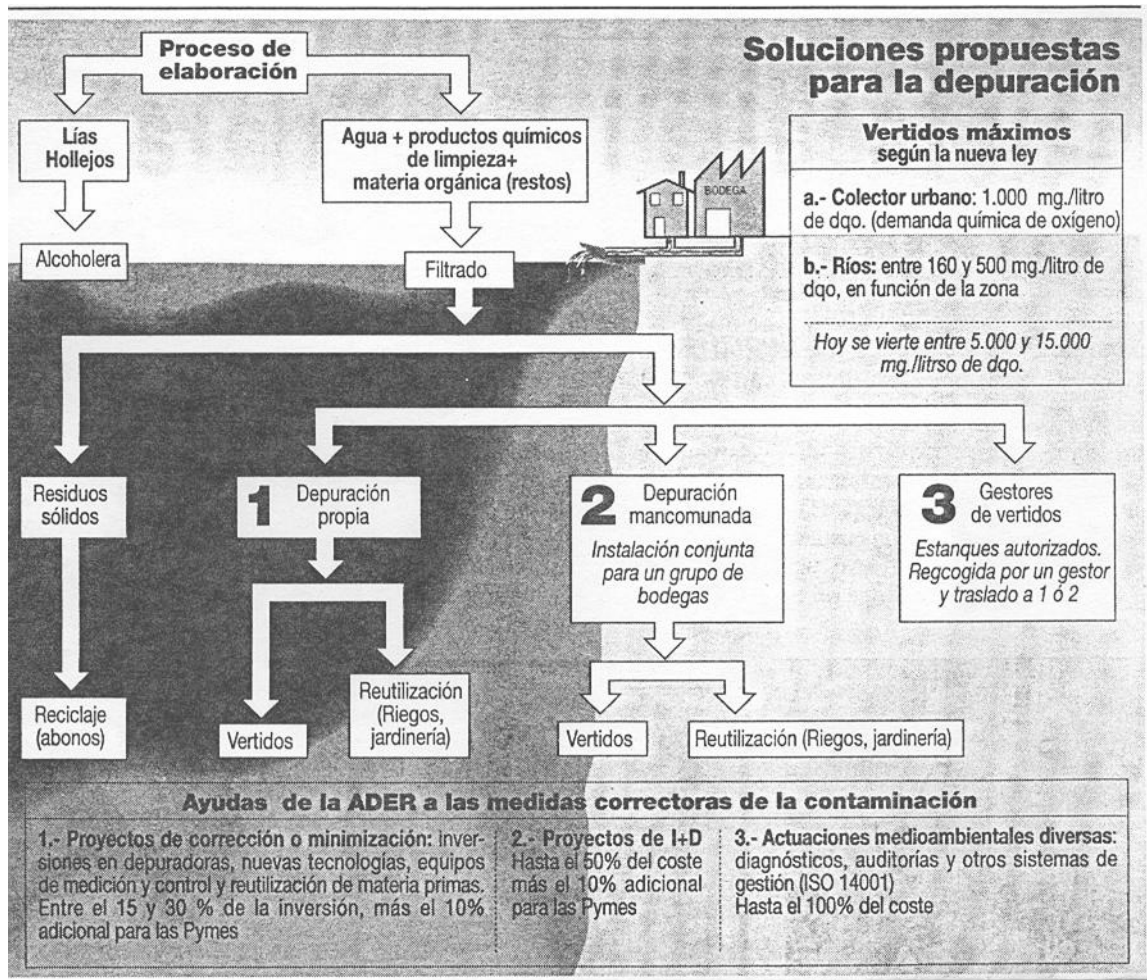 Proceso de
elaboración
Soluciones propuestas
para la depuración
Lías
Hollejos
Agua + productos químicos
de limpieza+
materia orgánica (restos)
BODEGA
Vertidos máximos
según la nueva ley
a.- Colector urbano: 1.000 mg./litro
de dqo. (demanda química de oxígeno)
b.- Ríos: entre 160 y 500 mg./litro de
dqo, en función de la zona
Hoy se vierte entre 5.000 y 15.000
mg./litrso de dqo.
Alcoholera
Filtrado
Residuos
sólidos
1 Depuración
propia
2 Depuración
mancomunada
Instalación conjunta
para un grupo de
bodegas
3 Gestores
de vertidos
Estanques autorizados.
Regcogida por un gestor
y traslado a 1 ó 2
Reciclaje
(abonos)
Vertidos
Reutilización
(Riegos,
jardinería)
Vertidos
Reutilización (Riegos, jardinería)
Ayudas de la ADER a las medidas correctoras de la contaminación
1.- Proyectos de corrección o minimización: inver-
siones en depuradoras, nuevas tecnologías, equipos
de medición y control y reutilización de materia primas.
Entre el 15 y 30 % de la inversión, más el 10%
adicional para las Pymes
2.- Proyectos de I+D
Hasta el 50% del coste
más el 10% adicional
para las Pymes
3.- Actuaciones medioambientales diversas:
diagnósticos, auditorías y otros sistemas de
gestión (ISO 14001)
Hasta el 100% del coste